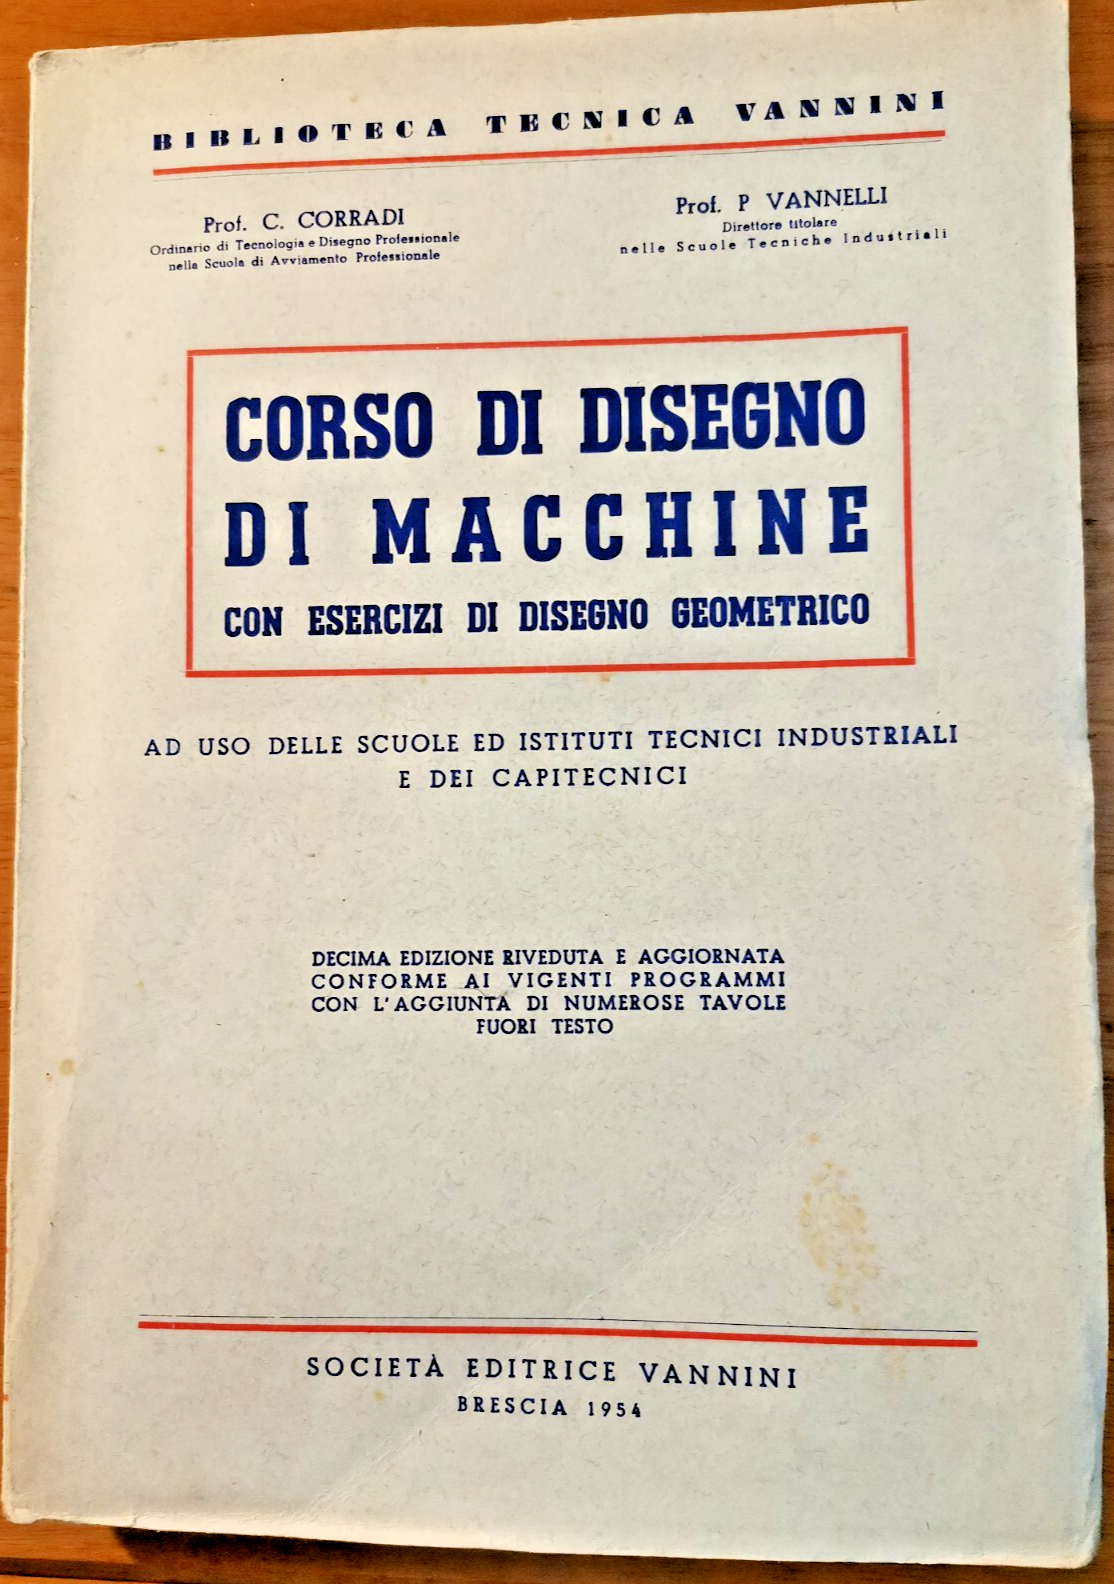 BIBLIOTECA TECNICA VANNINI
Prof. C. CORRADI
Ordinario di Tecnologia e Disegno Professionale
nella Scuola di Avviamento Professionale
Prof. P VANNELLI
Direttore titolare
nelle Scuole Tecniche Industriali
CORSO DI DISEGNO
DI MACCHINE
CON ESERCIZI DI DISEGNO GEOMETRICO
AD USO DELLE SCUOLE ED ISTITUTI TECNICI INDUSTRIALI
E DEI CAPITECNICI
DECIMA EDIZIONE RIVEDUTA E AGGIORNATA
CONFORME AI VIGENTI PROGRAMMI
CON L'AGGIUNTA DI NUMEROSE TAVOLE
FUORI TESTO
SOCIETÀ EDITRICE VANNINI
BRESCIA 1954